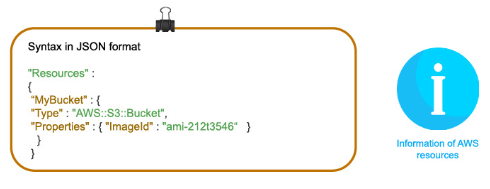 Syntax in JSON format
"Resources" :
{
"MyBucket" : {
"Type" : "AWS::S3::Bucket",
"Properties" : { "ImageId" : "ami-212t3546" }
}
}
i
Information of AWS
resources